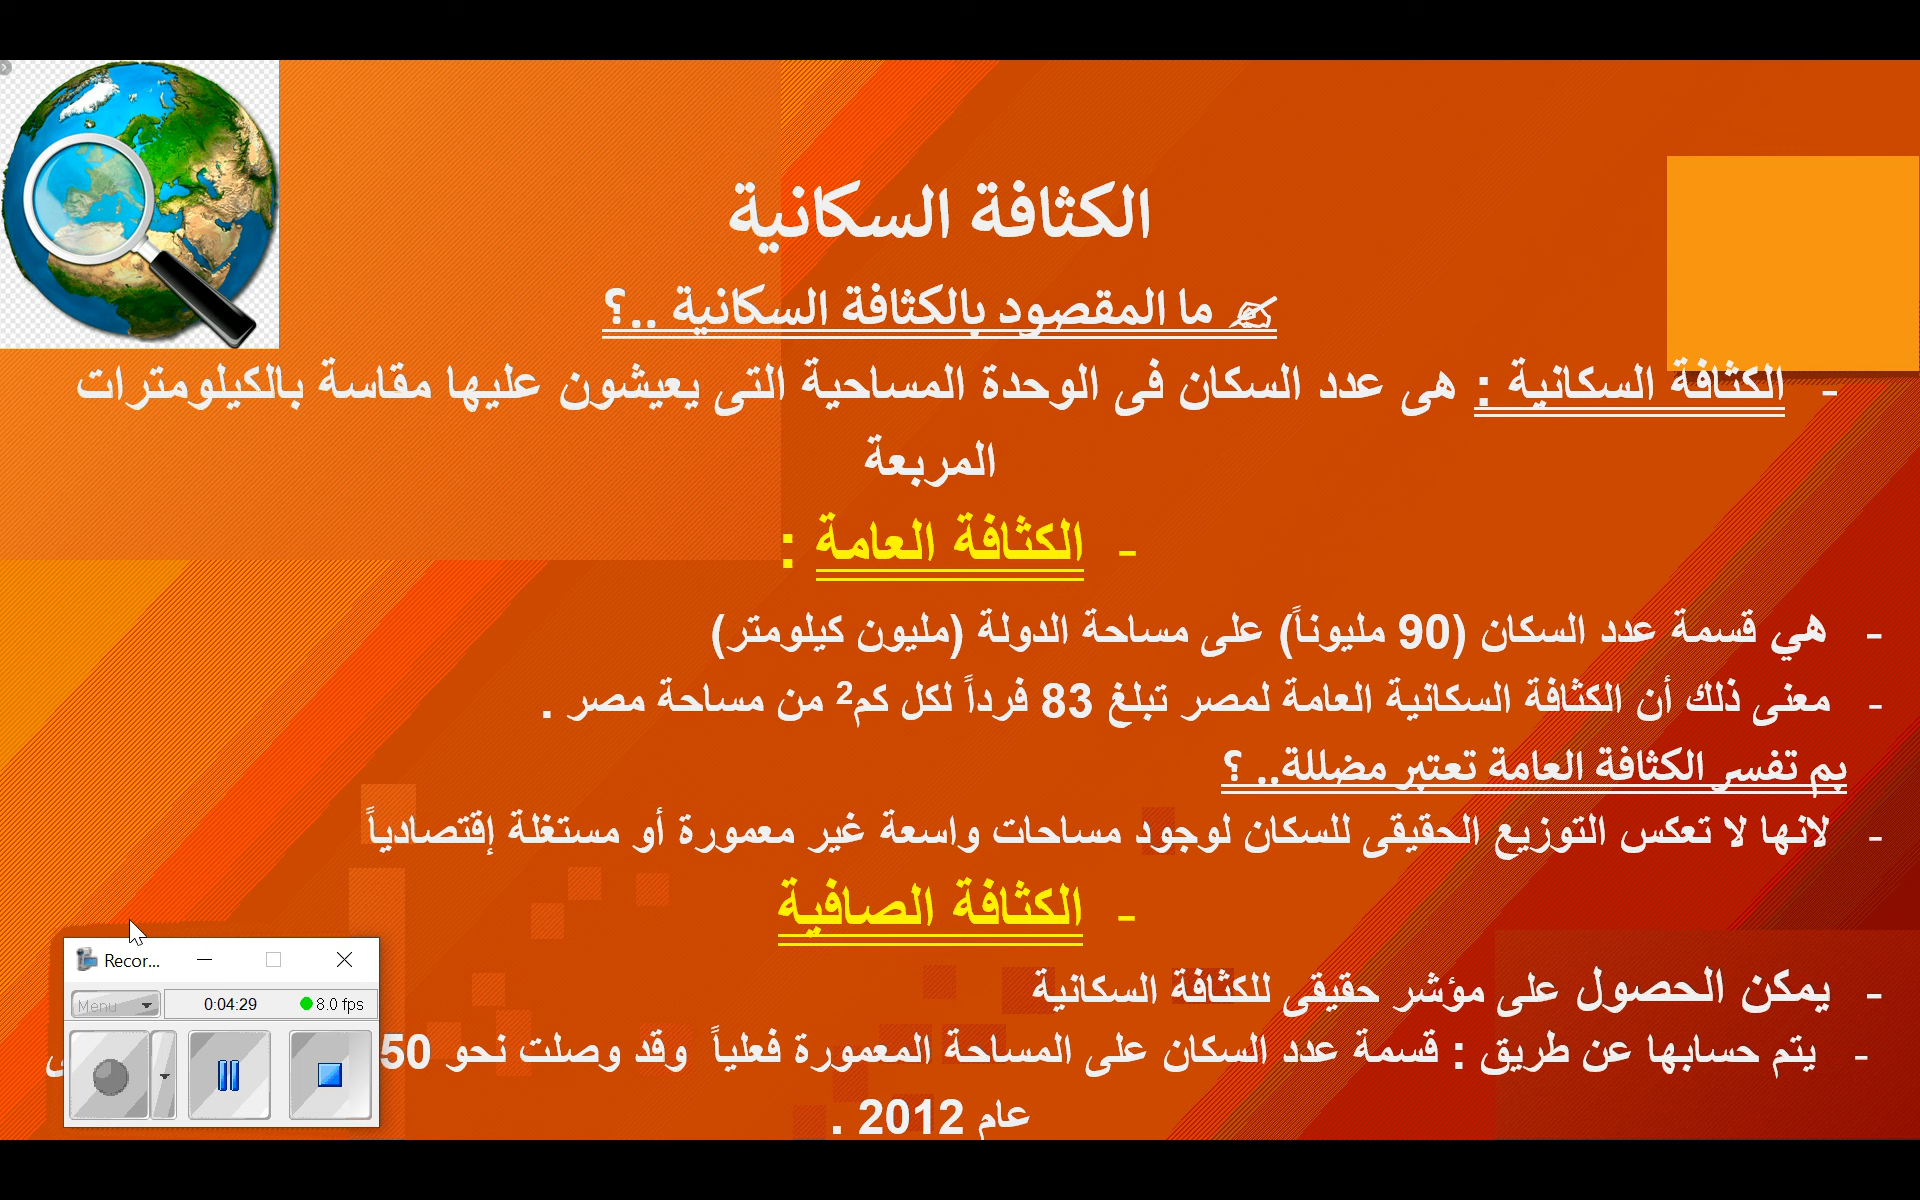 الكثافة السكانية
ما المقصود بالكثافة السكانية ..؟
- الكثافة السكانية : هى عدد السكان فى الوحدة المساحية التى يعيشون عليها مقاسة بالكيلومترات
المربعة
- الكثافة العامة :
- هي قسمة عدد السكان (90 مليوناً) على مساحة الدولة (مليون كيلومتر)
- معنى ذلك أن الكثافة السكانية العامة لمصر تبلغ 83 فرداً لكل كم2 من مساحة مصر .
بم تفسر الكثافة العامة تعتبر مضللة.. ؟
- لانها لا تعكس التوزيع الحقيقى للسكان لوجود مساحات واسعة غير معمورة أو مستغلة إقتصادياً
- الكثافة الصافية
- يمكن الحصول على مؤشر حقيقى للكثافة السكانية
- يتم حسابها عن طريق : قسمة عدد السكان على المساحة المعمورة فعلياً وقد وصلت نحو 50
عام 2012 .
Recor...
Menu
0:04:29
8.0 fps